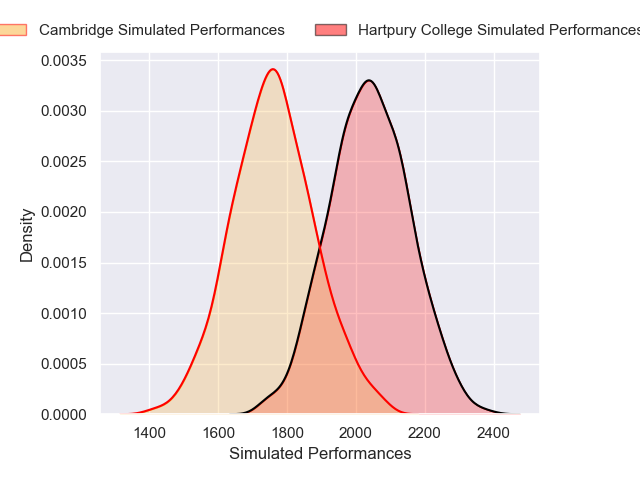 Cambridge Simulated Performances
Hartpury College Simulated Performances
0.0035
0.0030
0.0025
0.0020
0.0015
0.0010
0.0005
0.0000
Density
1400 1600 1800 2000 2200 2400
Simulated Performances